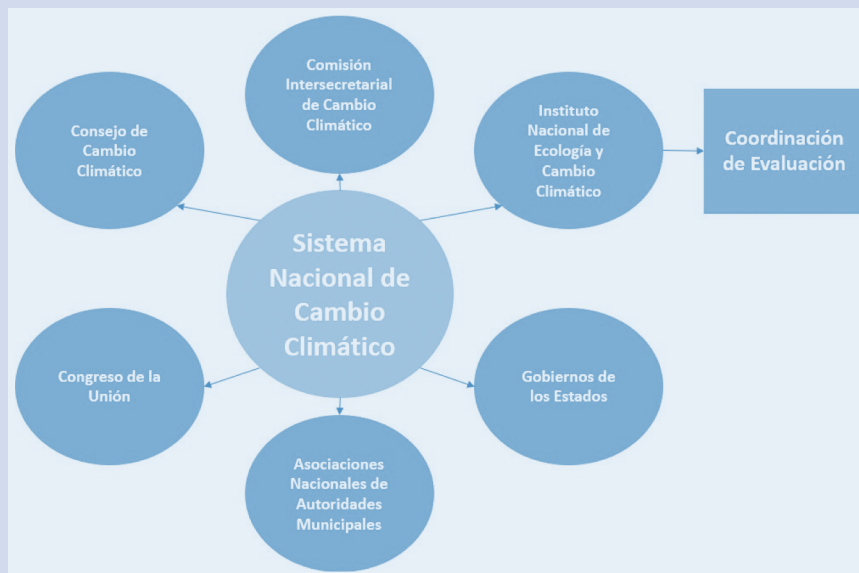 Comisión
Intersecretarial
de Cambio
Climático
Consejo de
Cambio
Climático
Instituto
Nacional de
Ecología y
Cambio
Climático
Coordinación
de Evaluación
Sistema
Nacional de
Cambio
Climático
Congreso de la
Unión
Gobiernos de
los Estados
Asociaciones
Nacionales de
Autoridades
Municipales